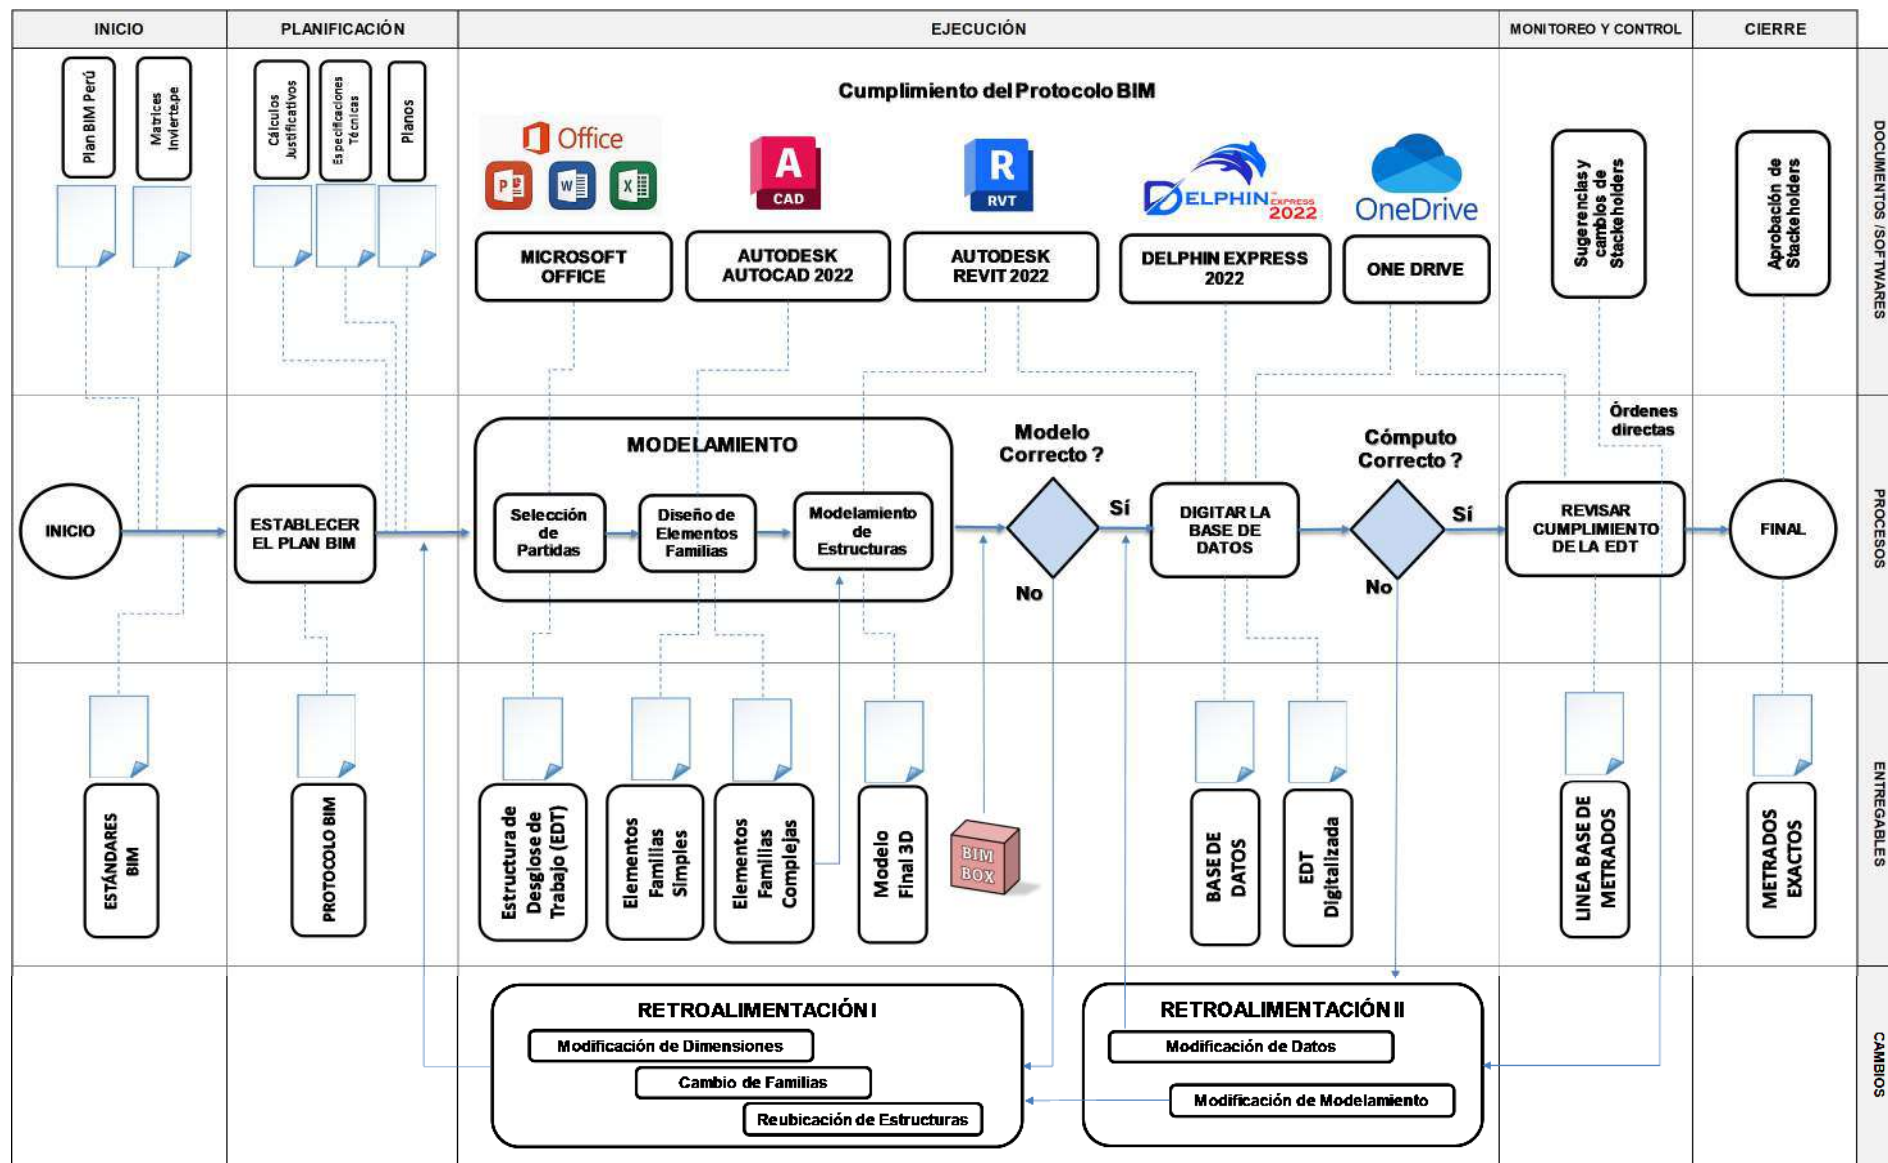 INICIO
PLANIFICACIÓN
EJECUCIÓN
MONITOREO Y CONTROL
CIERRE
Plan BIM Perú
Matrices
Invierte.pe
Cálculos
Justificativos
Especificaciones
Técnicas
Planos
Cumplimiento del Protocolo BIM
Office
P
W
X
A
CAD
R
RVT
DELPHIN
EXPRESS
2022
OneDrive
MICROSOFT
OFFICE
AUTODESK
AUTOCAD 2022
AUTODESK
REVIT 2022
DELPHIN EXPRESS
2022
ONE DRIVE
Sugerencias y
cambios de
Stackeholders
Aprobación de
Stackeholders
DOCUMENTOS /SOFTWARES
INICIO
ESTABLECER
EL PLAN BIM
MODELAMIENTO
Selección
de
Partidas
Diseño de
Elementos
Familias
Modelamiento
de
Estructuras
Modelo
Correcto ?
Sí
No
DIGITAR LA
BASE DE
DATOS
Cómputo
Correcto ?
Sí
No
Órdenes
directas
REVISAR
CUMPLIMIENTO
DE LA EDT
FINAL
PROCESOS
ESTÁNDARES
BIM
PROTOCOLO BIM
Estructura de
Desglose de
Trabajo (EDT)
Elementos
Familias
Simples
Elementos
Familias
Complejas
Modelo
Final 3D
BIM
BOX
BASE DE
DATOS
EDT
Digitalizada
LINEA BASE DE
METRADOS
METRADOS
EXACTOS
ENTREGABLES
RETROALIMENTACIÓN I
Modificación de Dimensiones
Cambio de Familias
Reubicación de Estructuras
RETROALIMENTACIÓN II
Modificación de Datos
Modificación de Modelamiento
CAMBIOS